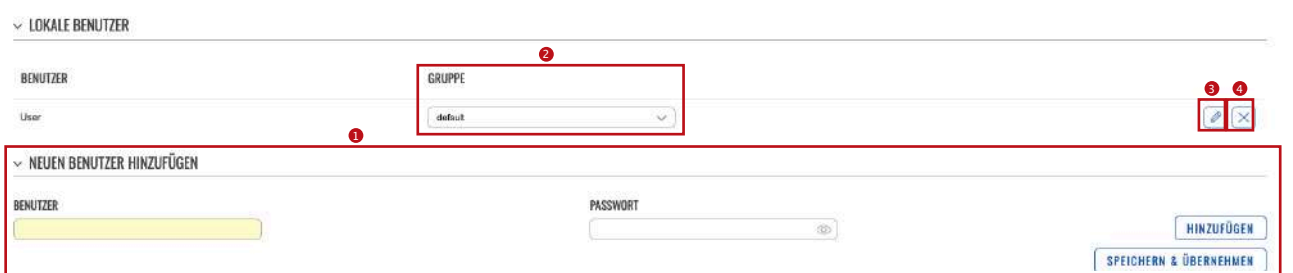 LOKALE BENUTZER
2
BENUTZER GRUPPE
3 4
User default
1
NEUEN BENUTZER HINZUFÜGEN
BENUTZER PASSWORT
HINZUFÜGEN
SPEICHERN & ÜBERNEHMEN